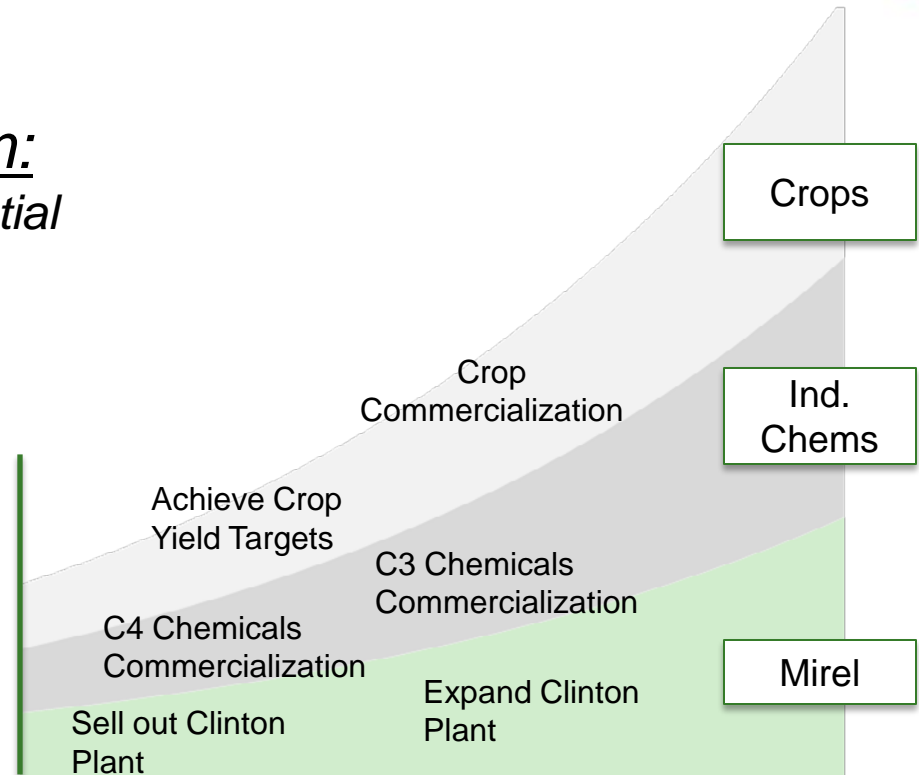 n:
tial
Crops
Crop
Commercialization
Ind.
Chems
Achieve Crop
Yield Targets
C3 Chemicals
Commercialization
C4 Chemicals
Commercialization
Mirel
Expand Clinton
Plant
Sell out Clinton
Plant